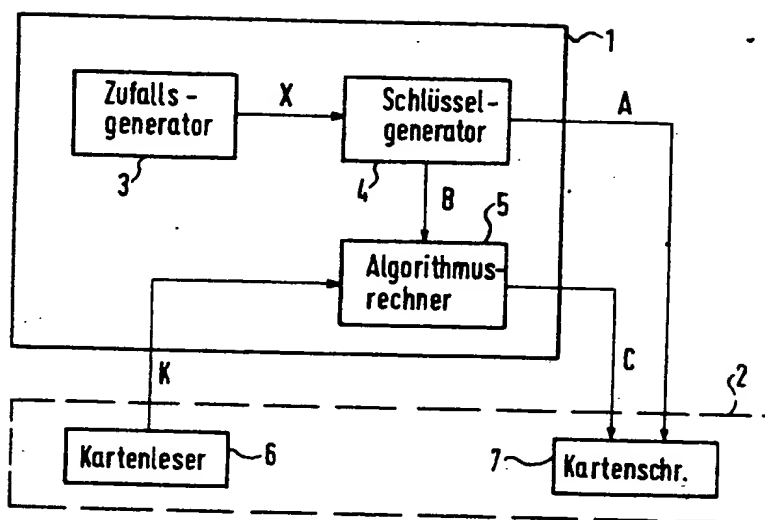 1
Zufalls-
generator
3
X
Schlüssel-
generator
4
A
B
5
Algorithmus-
rechner
K
C
2
Kartenleser
6
7
Kartenschr.